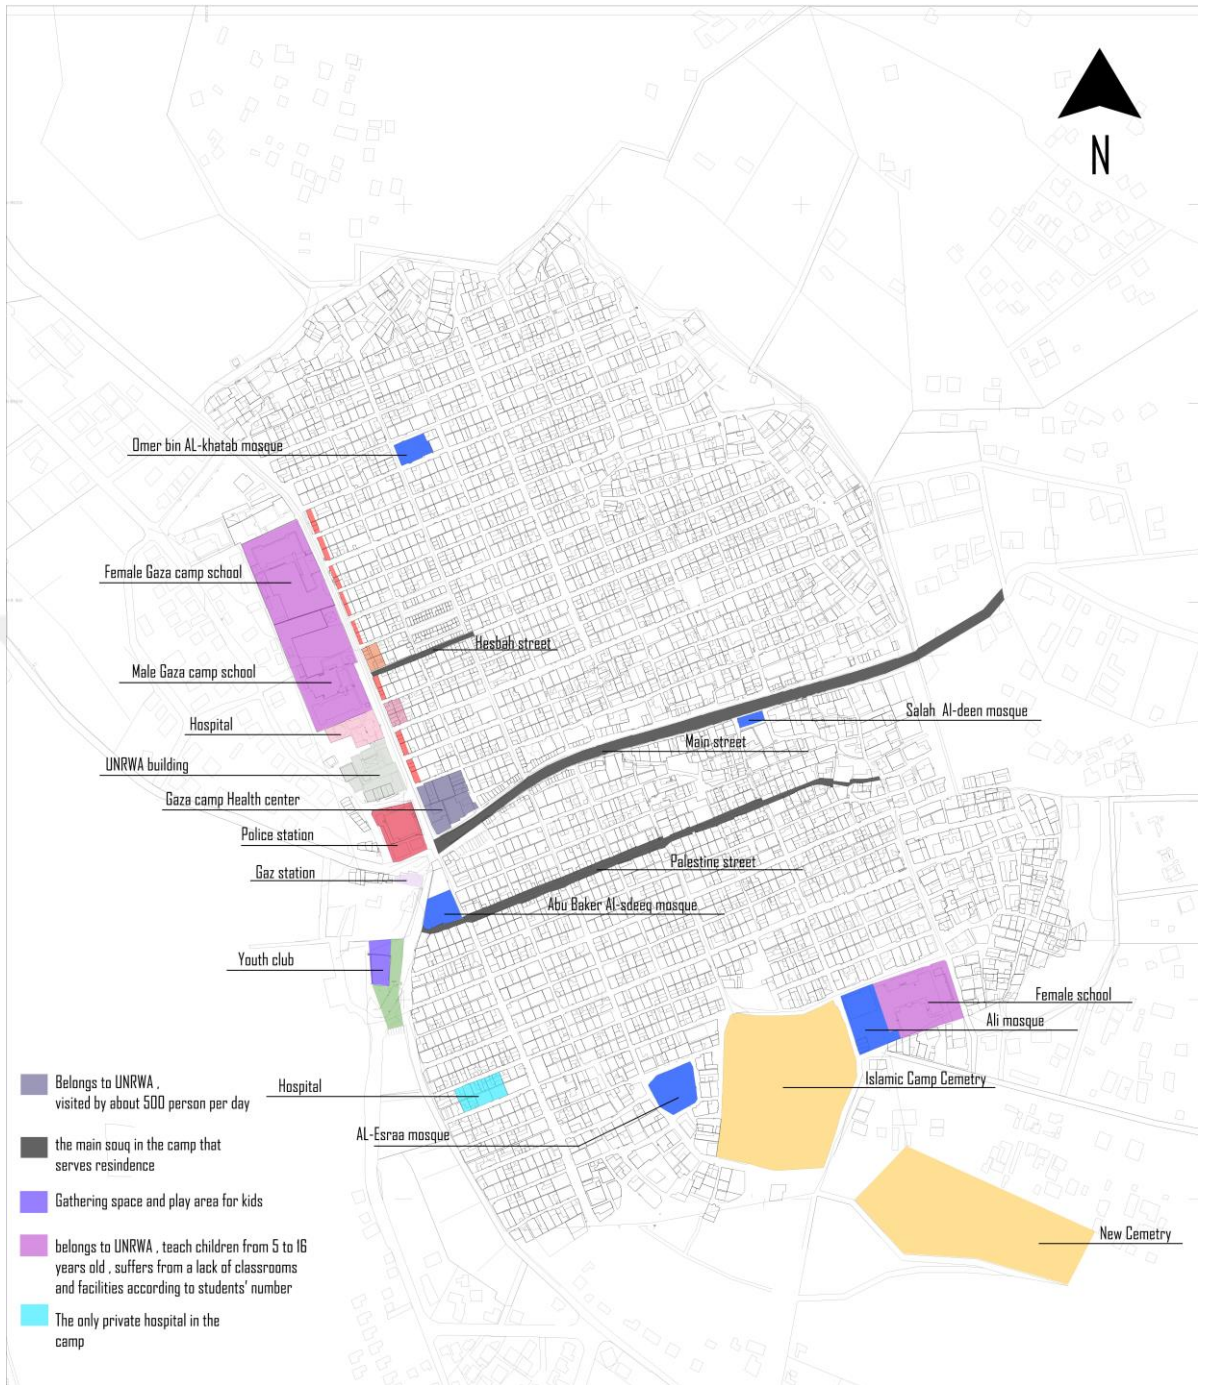 N
Omer bin AL-khatab mosque
Female Gaza camp school
Hesbah street
Male Gaza camp school
Salah Al-deen mosque
Hospital
Main street
UNRWA building
Gaza camp Health center
Police station
Palestine street
Gaz station
Abu Baker Al-sdeeq mosque
Youth club
Female school
Ali mosque
Islamic Camp Cemetry
Hospital
AL-Esraa mosque
New Cemetry
Belongs to UNRWA ,
visited by about 500 person per day
the main souq in the camp that
serves resindence
Gathering space and play area for kids
belongs to UNRWA , teach children from 5 to 16
years old , suffers from a lack of classrooms
and facilities according to students' number
The only private hospital in the
camp